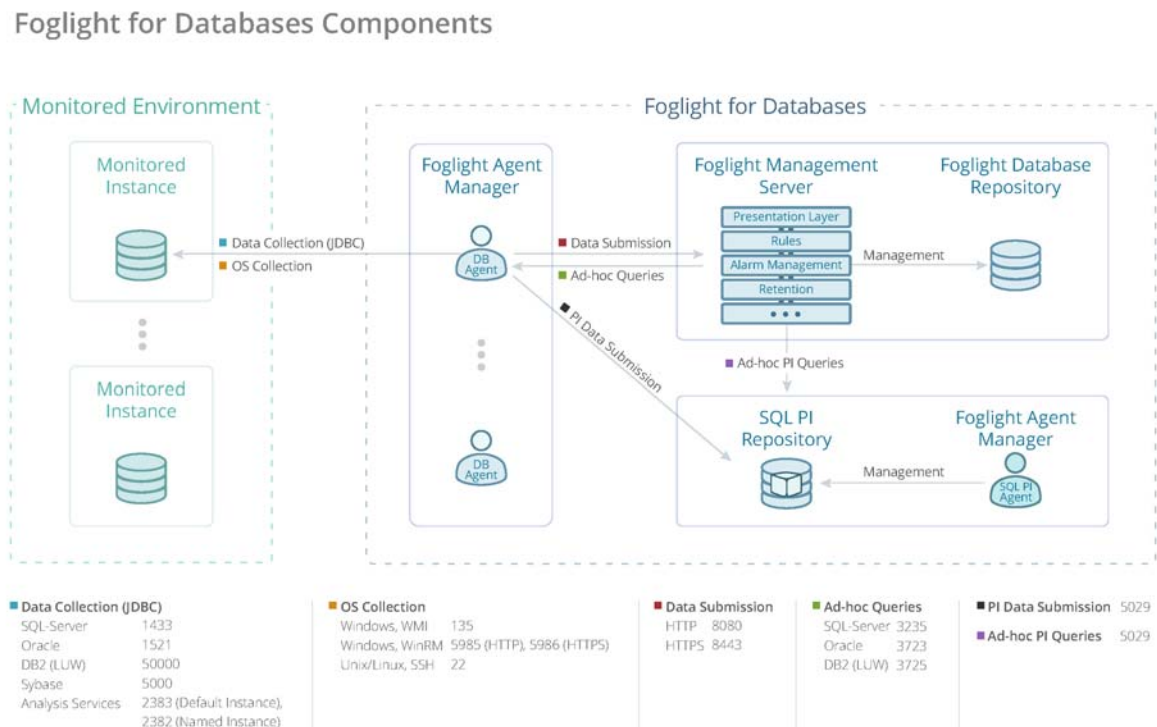 Foglight for Databases Components
Monitored Environment
Foglight for Databases
Monitored
Instance
Foglight Agent
Manager
Foglight Management
Server
Foglight Database
Repository
Presentation Layer
Rules
Alarm Management
Retention
Data Collection (JDBC)
OS Collection
DB
Agent
Data Submission
Ad-hoc Queries
Management
PI Data Submission
Ad-hoc PI Queries
Monitored
Instance
DB
Agent
SQL PI
Repository
Foglight Agent
Manager
Management
SQL PI
Agent
Data Collection (JDBC)
SQL-Server 1433
Oracle 1521
DB2 (LUW) 50000
Sybase 5000
Analysis Services 2383 (Default Instance),
2382 (Named Instance)
OS Collection
Windows, WMI 135
Windows, WinRM 5985 (HTTP), 5986 (HTTPS)
Unix/Linux, SSH 22
Data Submission
HTTP 8080
HTTPS 8443
Ad-hoc Queries
SQL-Server 3235
Oracle 3723
DB2 (LUW) 3725
PI Data Submission 5029
Ad-hoc PI Queries 5029